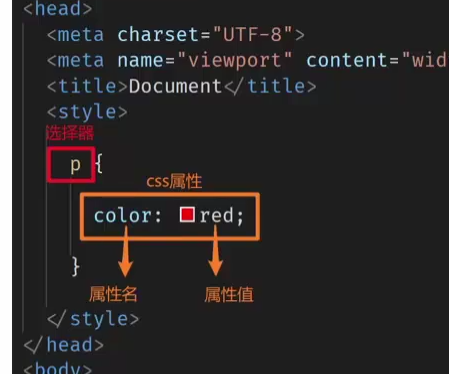 <head>
<meta charset="UTF-8">
<meta name="viewport" content="wid
<title>Document</title>
<style>
选择器
p {
css属性
color: red;
}
属性名 属性值
</style>
</head>
<body>